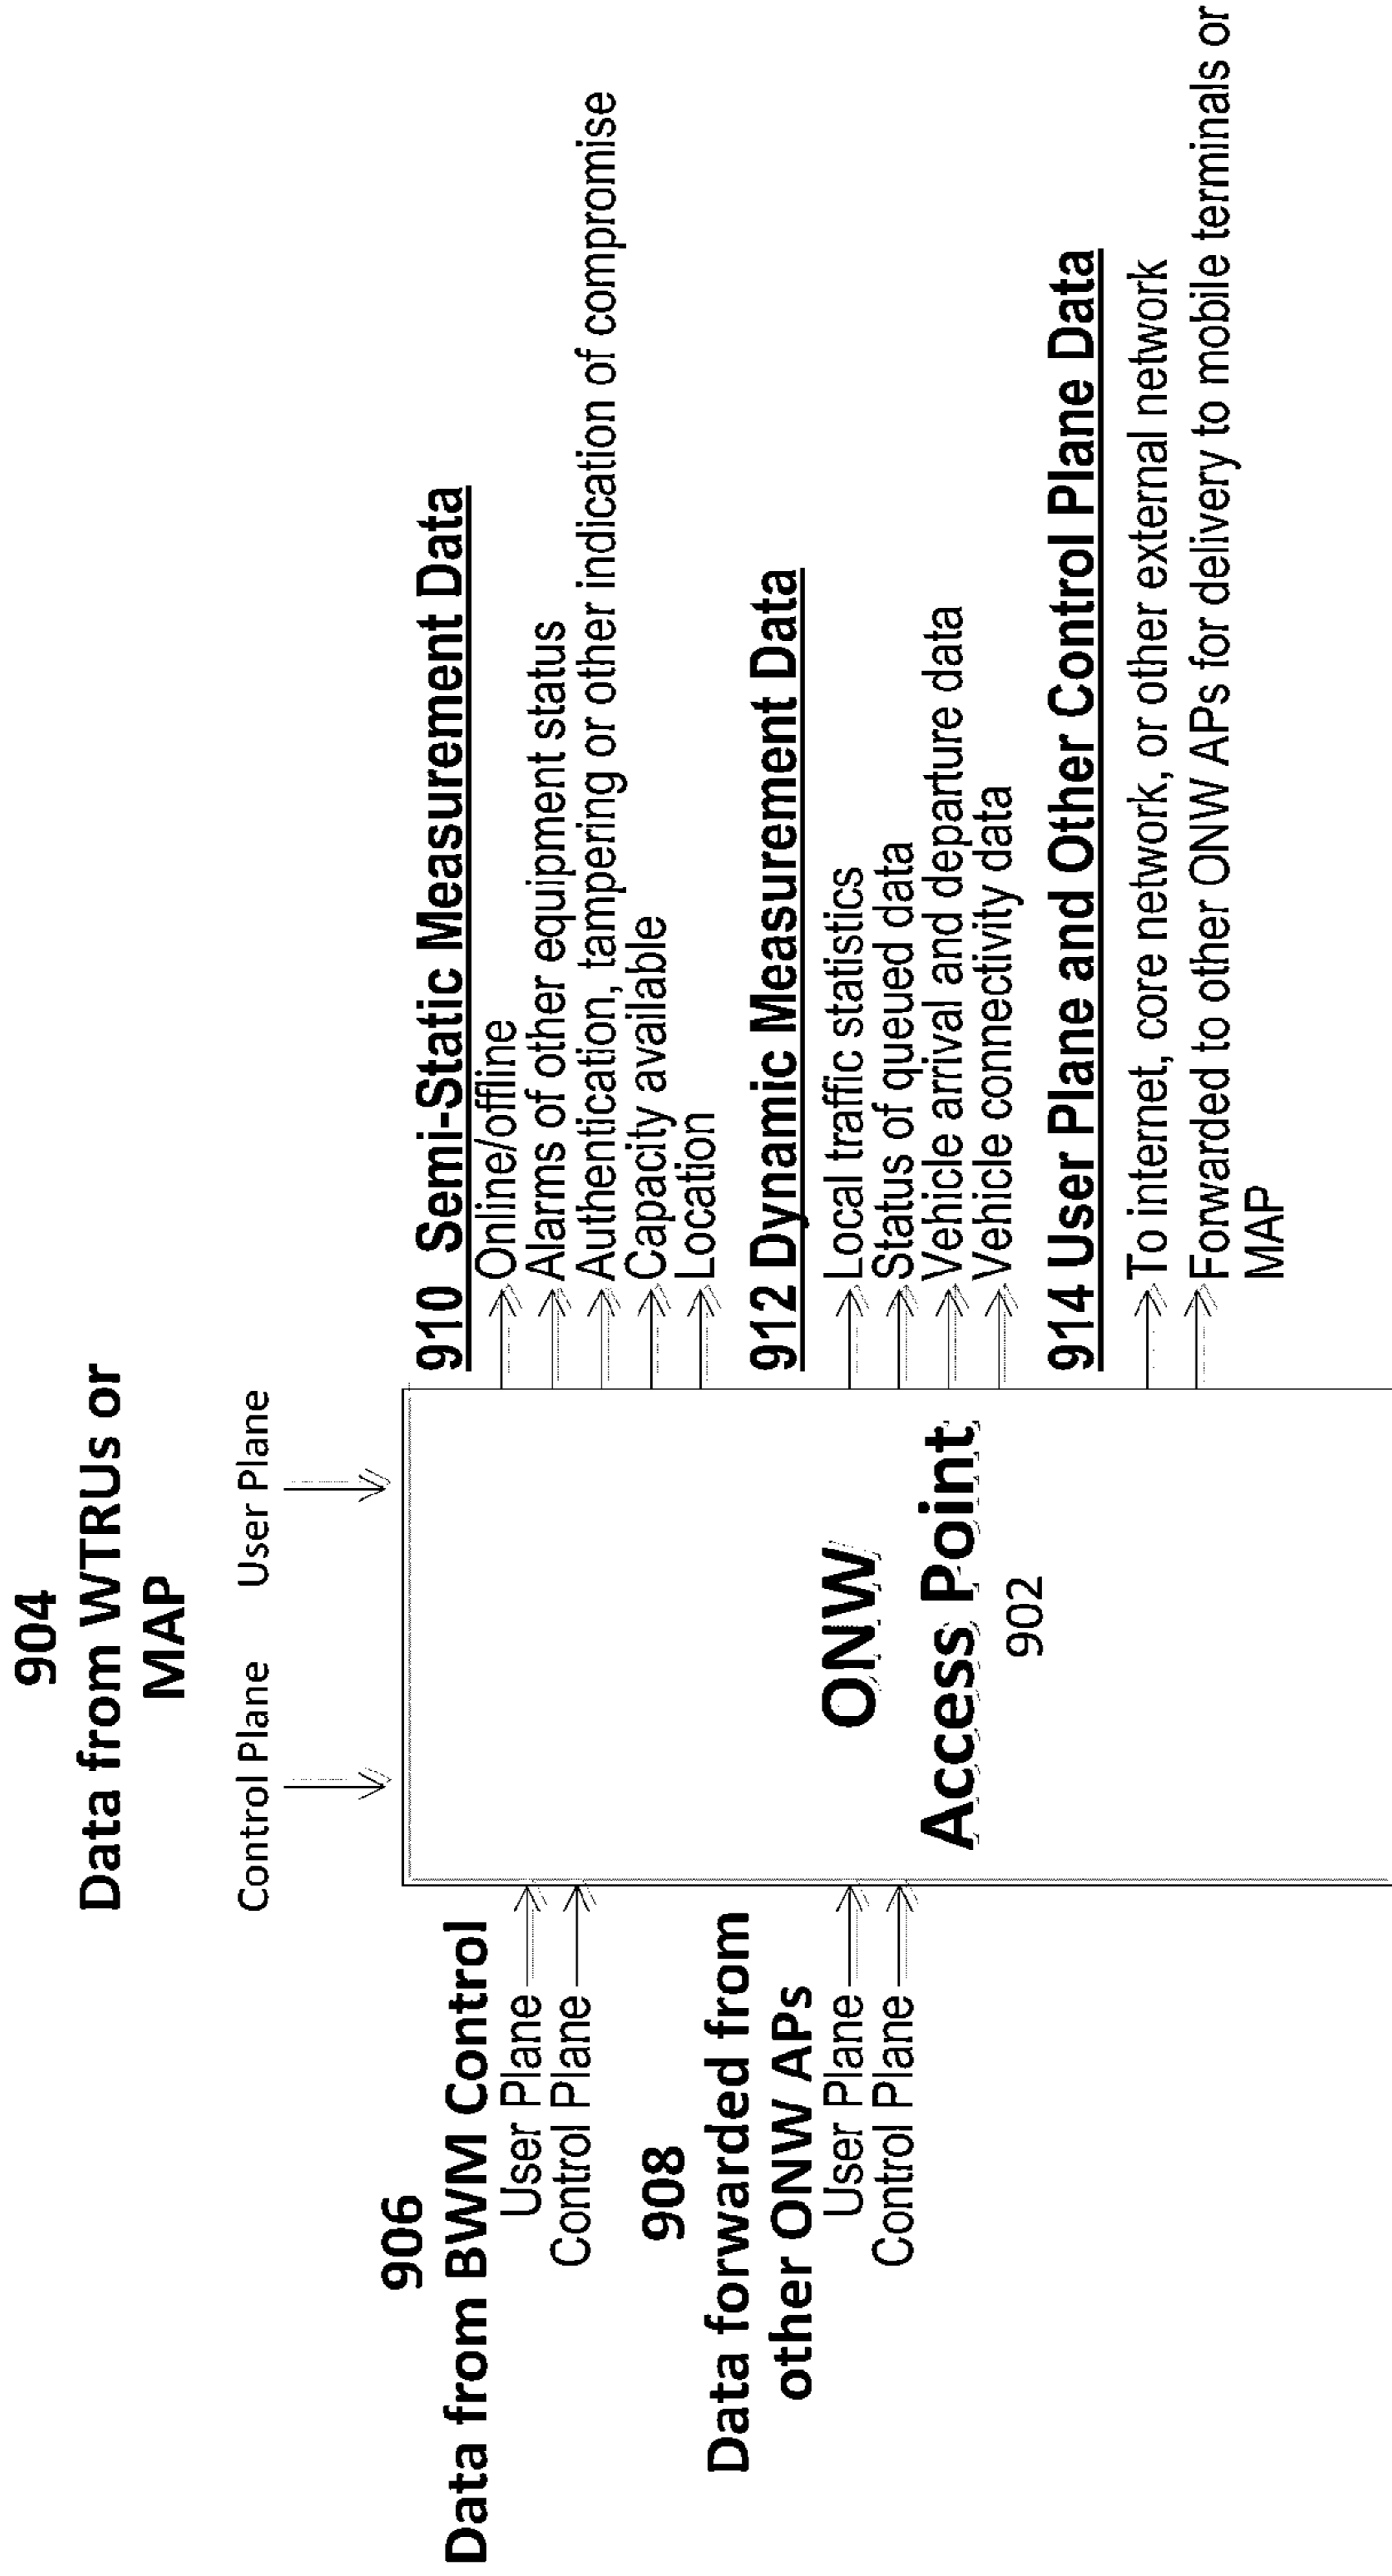 904
Data from WTRUs or
MAP
Control Plane
User Plane
906
Data from BWM Control
User Plane
Control Plane
908
Data forwarded from
other ONW APs
User Plane
Control Plane
ONW
Access Point
902
910 Semi-Static Measurement Data
Online/offline
Alarms of other equipment status
Authentication, tampering or other indication of compromise
Capacity available
Location
912 Dynamic Measurement Data
Local traffic statistics
Status of queued data
Vehicle arrival and departure data
Vehicle connectivity data
914 User Plane and Other Control Plane Data
To internet, core network, or other external network
Forwarded to other ONW APs for delivery to mobile terminals or
MAP